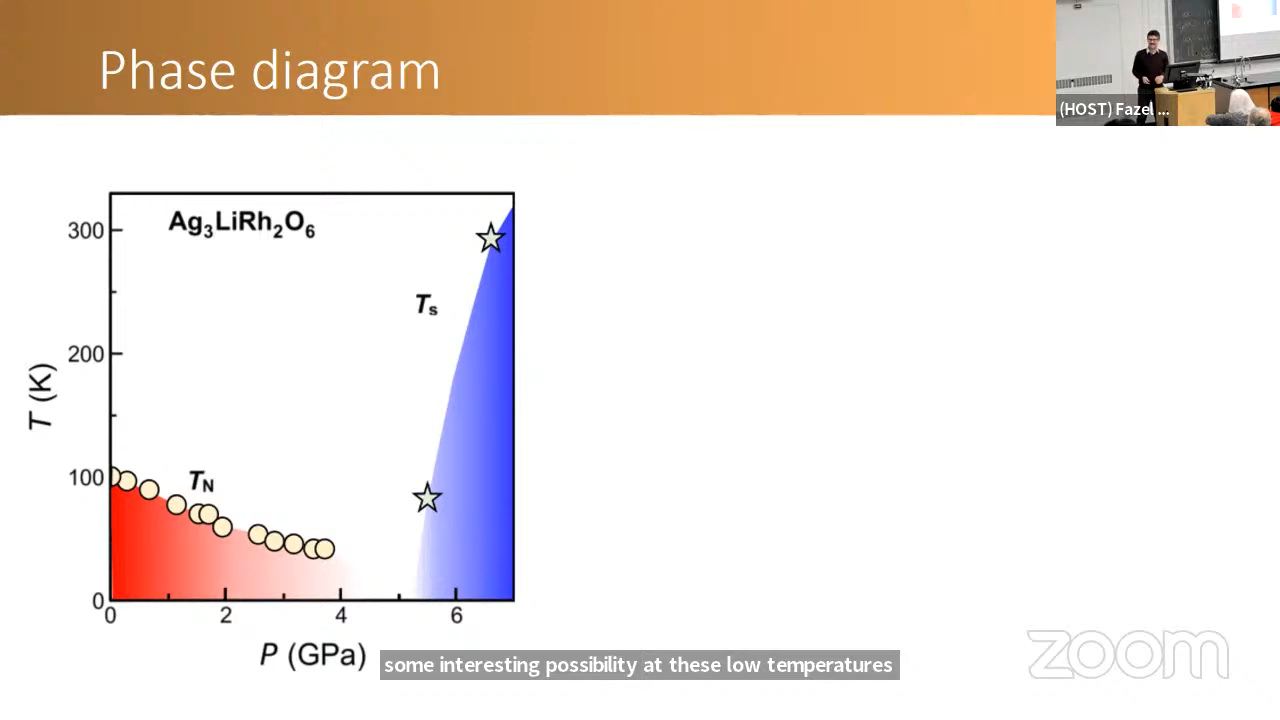 Phase diagram
(HOST) Fazel ...
Ag₃LiRh₂O₆
300
200
100
0
T (K)
Tₛ
T_N
0 2 4 6
P (GPa)
some interesting possibility at these low temperatures
zoom